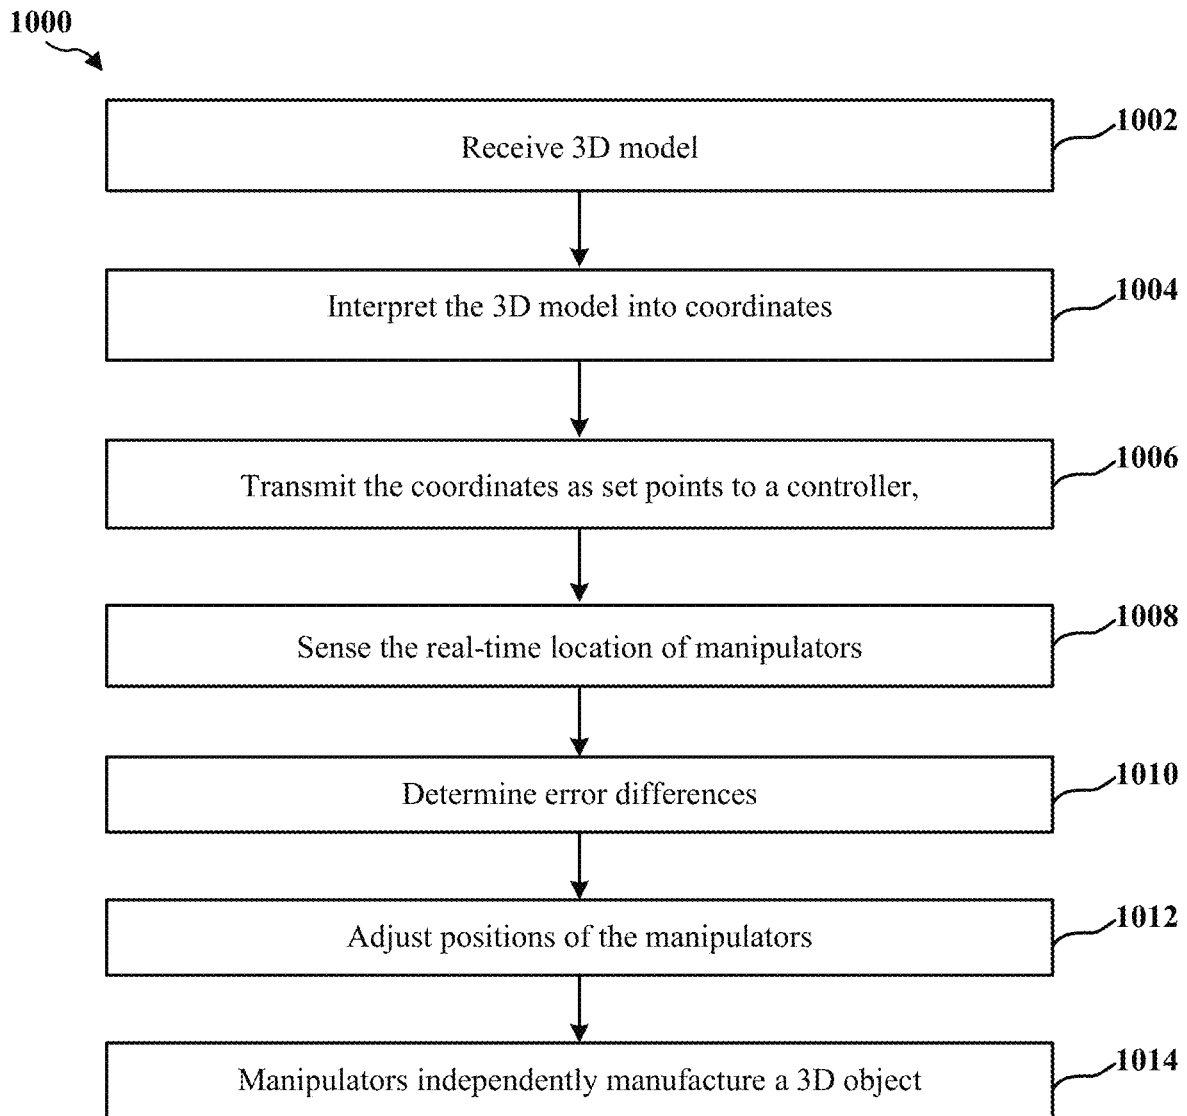 1000
Receive 3D model
1002
Interpret the 3D model into coordinates
1004
Transmit the coordinates as set points to a controller,
1006
Sense the real-time location of manipulators
1008
Determine error differences
1010
Adjust positions of the manipulators
1012
Manipulators independently manufacture a 3D object
1014